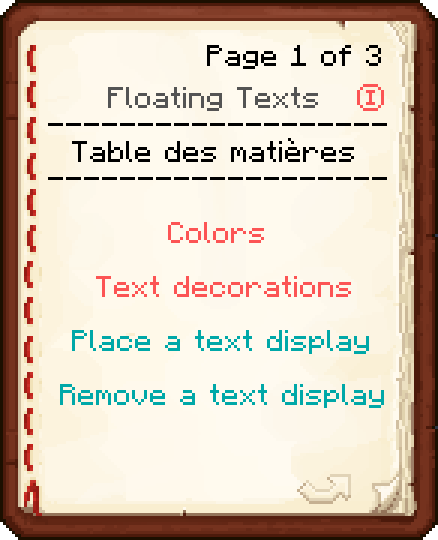 Page 1 of 3
Floating Texts Ⓘ
Table des matières
Colors
Text decorations
Place a text display
Remove a text display